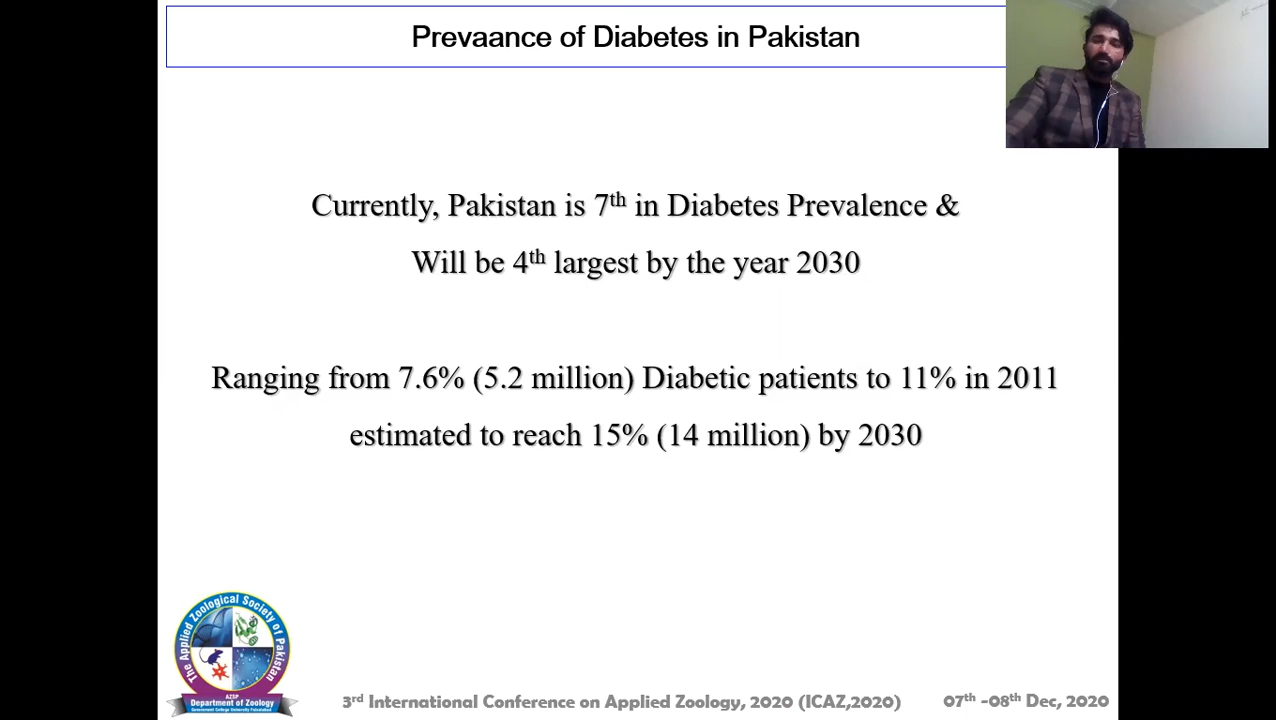 Prevaance of Diabetes in Pakistan
Currently, Pakistan is 7th in Diabetes Prevalence &
Will be 4th largest by the year 2030
Ranging from 7.6% (5.2 million) Diabetic patients to 11% in 2011
estimated to reach 15% (14 million) by 2030
The Applied Zoological Society of Pakistan
AZSP
Department of Zoology
Government College University Faisalabad
3rd International Conference on Applied Zoology, 2020 (ICAZ,2020)
07th -08th Dec, 2020